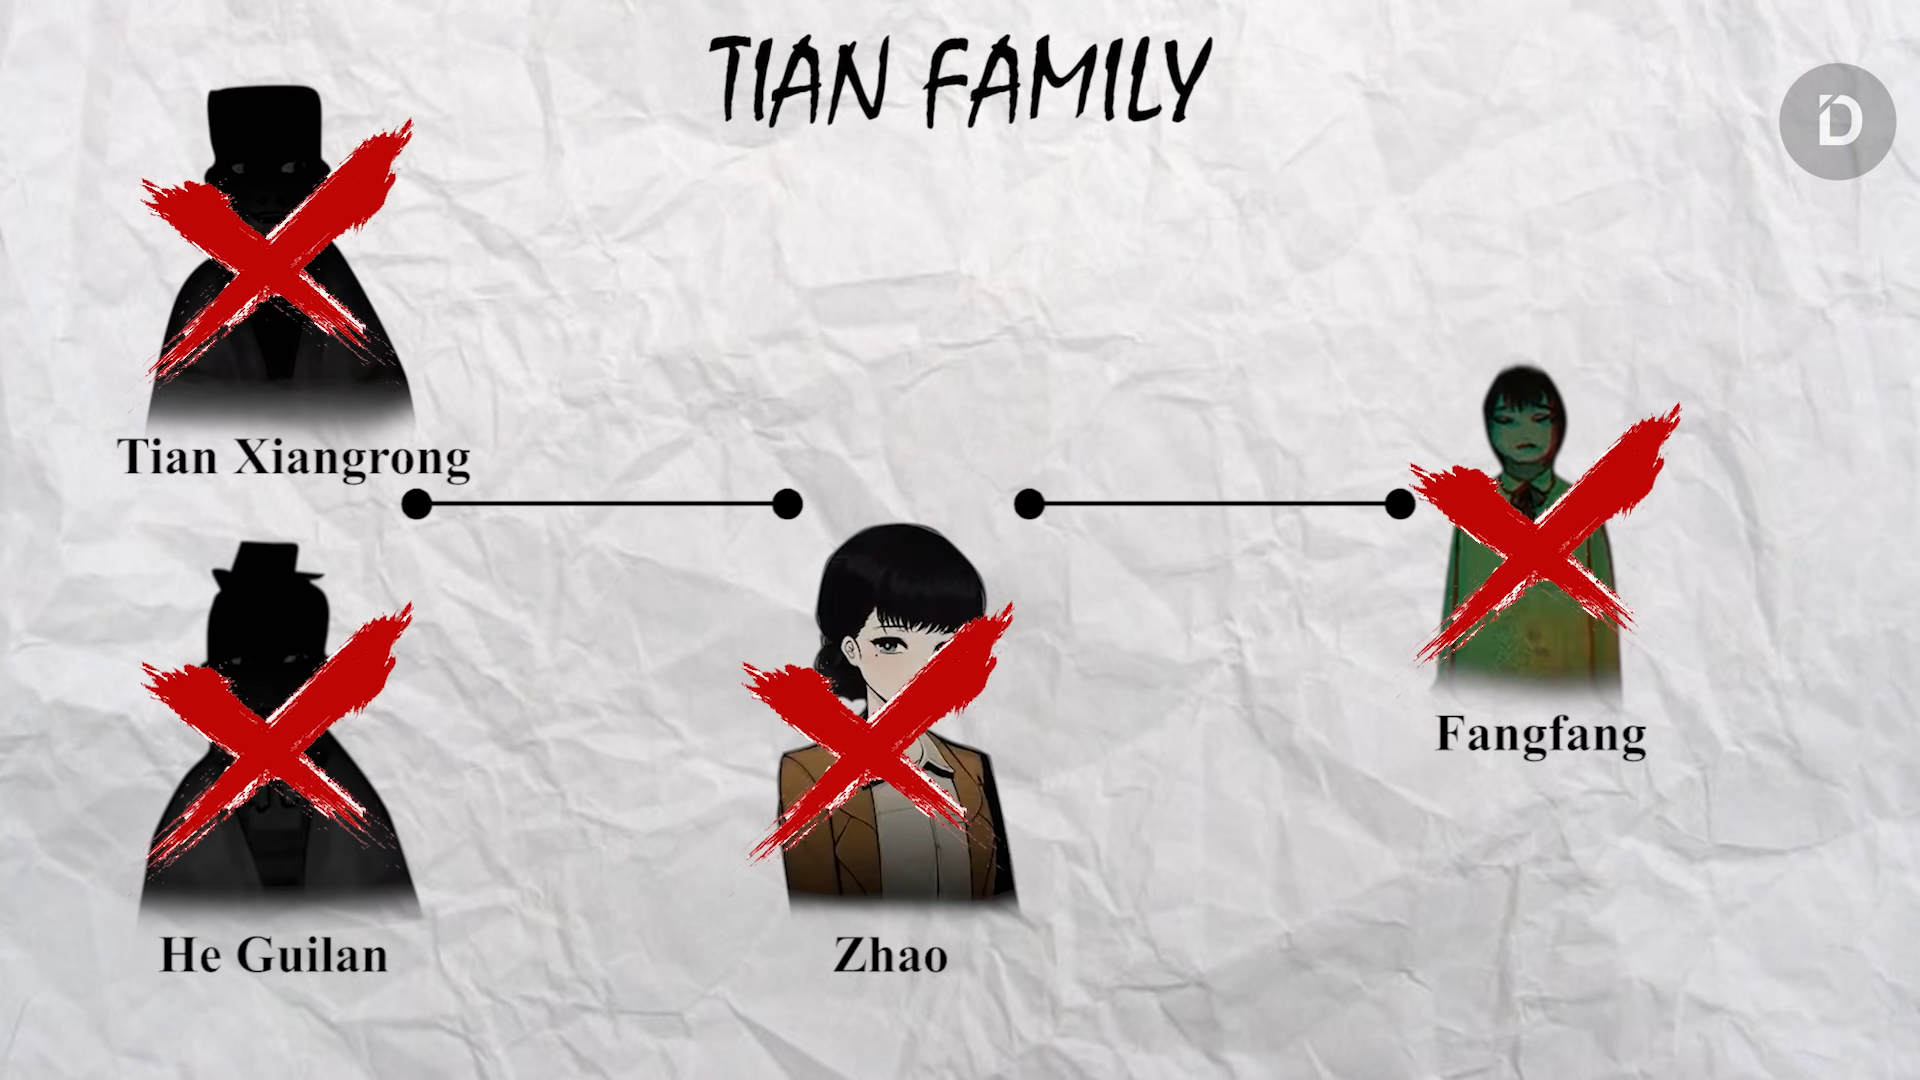 TIAN FAMILY
D
Tian Xiangrong
Fangfang
He Guilan
Zhao